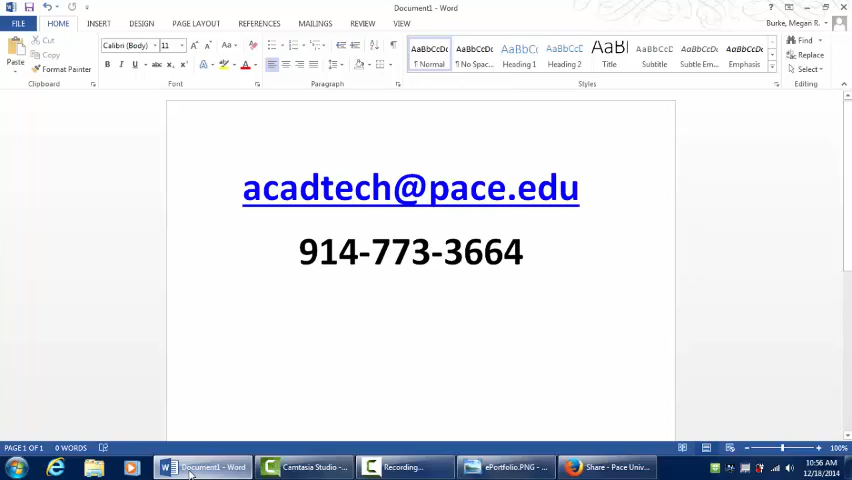 Document1 - Word
FILE HOME INSERT DESIGN PAGE LAYOUT REFERENCES MAILINGS REVIEW VIEW Burke, Megan R.
Cut
Copy
Format Painter
Paste
Clipboard
Calibri (Body) 11
Font
Paragraph
AaBbCcDc AaBbCcDc AaBbCc AaBbCcDc AaBl AaBbCcDc AaBbCcDc AaBbCcDc
¶ Normal ¶ No Spac... Heading 1 Heading 2 Title Subtitle Subtle Em... Emphasis
Styles
Find
Replace
Select
Editing
acadtech@pace.edu
914-773-3664
PAGE 1 OF 1 0 WORDS 100%
Document1 - Word Camtasia Studio -... Recording... ePortfolio.PNG - ... Share - Pace Univ...
10:56 AM
12/18/2014